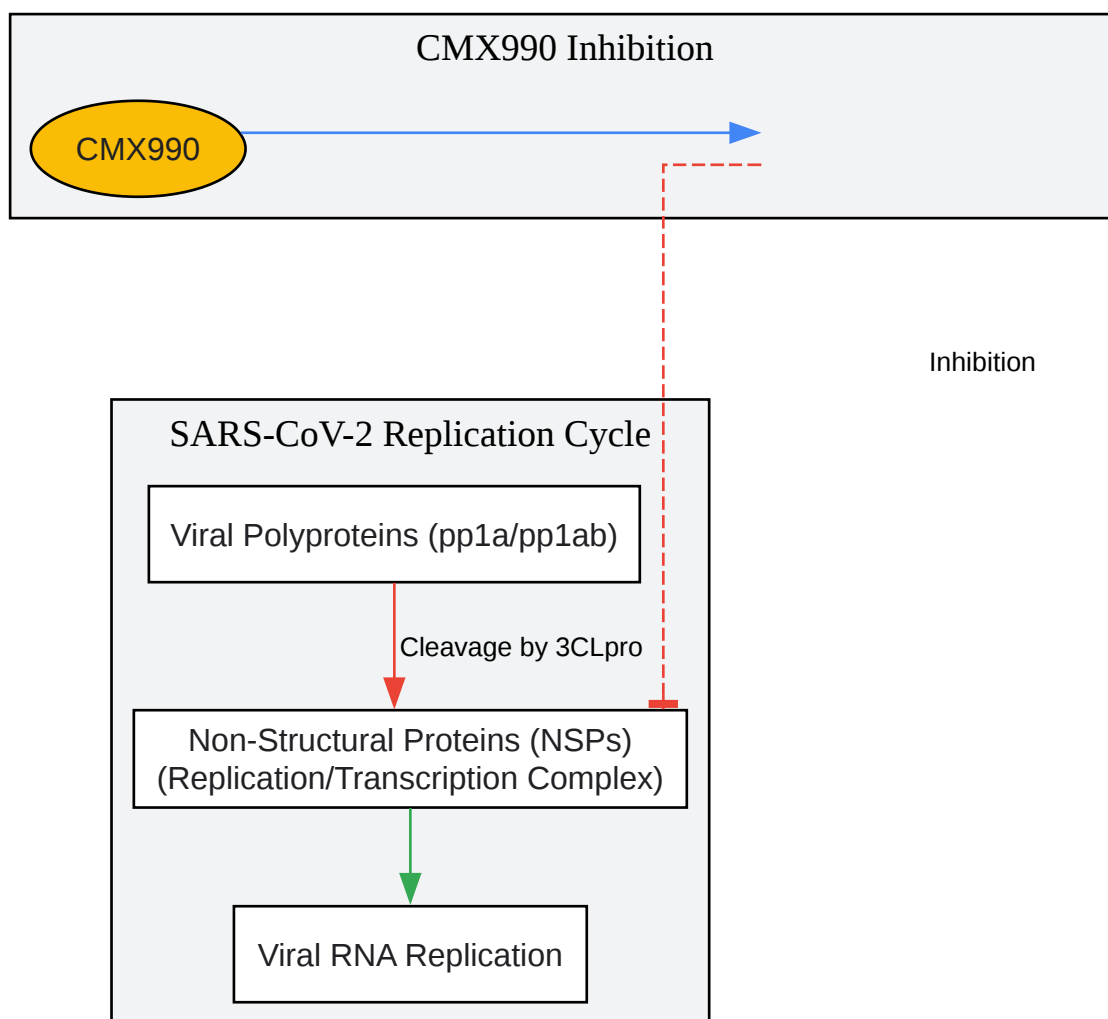 CMX990 Inhibition
CMX990
Inhibition
SARS-CoV-2 Replication Cycle
Viral Polyproteins (pp1a/pp1ab)
Cleavage by 3CLpro
Non-Structural Proteins (NSPs)
(Replication/Transcription Complex)
Viral RNA Replication